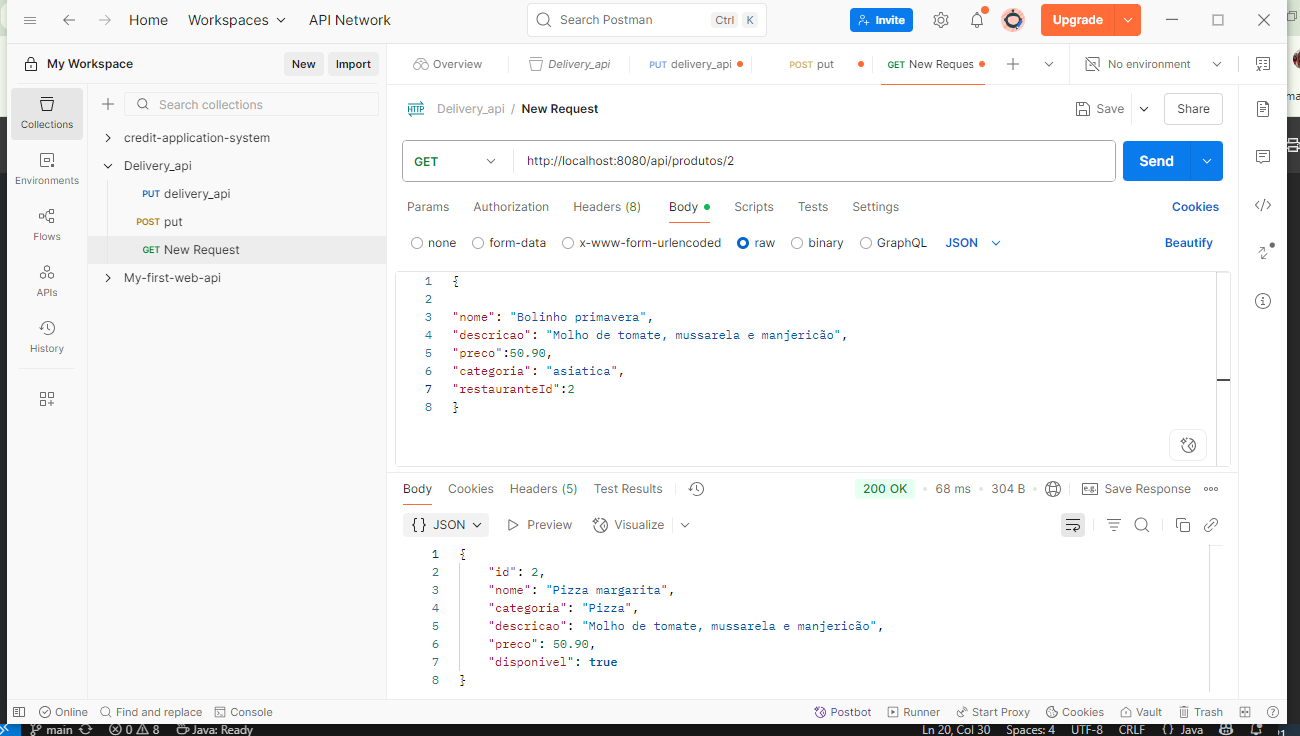 Home Workspaces API Network Search Postman Ctrl K Invite Upgrade
My Workspace New Import Overview Delivery_api PUT delivery_api POST put GET New Reques No environment
Collections
Environments
Flows
APIs
History
Search collections
credit-application-system
Delivery_api
PUT delivery_api
POST put
GET New Request
My-first-web-api
HTTP Delivery_api / New Request Save Share
GET http://localhost:8080/api/produtos/2 Send
Params Authorization Headers (8) Body Scripts Tests Settings Cookies
none form-data x-www-form-urlencoded raw binary GraphQL JSON Beautify
1 {
2
3 "nome": "Bolinho primavera",
4 "descricao": "Molho de tomate, mussarela e manjericão",
5 "preco":50.90,
6 "categoria": "asiatica",
7 "restauranteId":2
8 }
Body Cookies Headers (5) Test Results 200 OK • 68 ms • 304 B e.g. Save Response
{} JSON Preview Visualize
1 {
2 "id": 2,
3 "nome": "Pizza margarita",
4 "categoria": "Pizza",
5 "descricao": "Molho de tomate, mussarela e manjericão",
6 "preco": 50.90,
7 "disponivel": true
8 }
Online Find and replace Console Postbot Runner Start Proxy Cookies Vault Trash
main 0 8 Java: Ready Ln 20, Col 30 Spaces: 4 UTF-8 CRLF {} Java